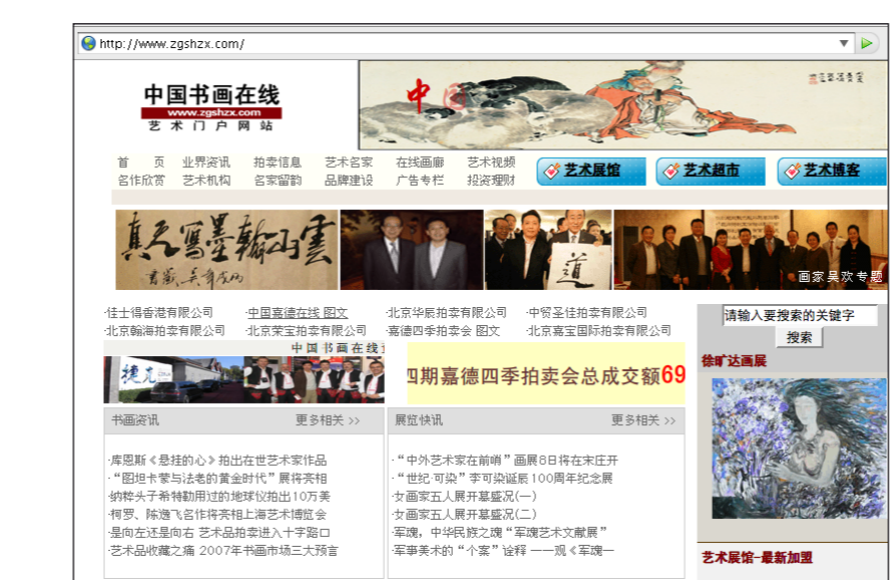 http://www.zgshzx.com/
中国书画在线
www.zgshzx.com
艺术门户网站
中
首 页 业界资讯 拍卖信息 艺术名家 在线画廊 艺术视频
名作欣赏 艺术机构 名家留韵 品牌建设 广告专栏 投资理财
艺术展馆 艺术超市 艺术博客
道
画家吴欢专题
·佳士得香港有限公司 ·中国嘉德在线 图文 ·北京华辰拍卖有限公司 ·中贸圣佳拍卖有限公司
·北京翰海拍卖有限公司 ·北京荣宝拍卖有限公司 ·嘉德四季拍卖会 图文 ·北京嘉宝国际拍卖有限公司
请输入要搜索的关键字
搜索
中国书画在线
捷克
四期嘉德四季拍卖会总成交额69
徐旷达画展
书画资讯 更多相关 >>
·库恩斯《悬挂的心》拍出在世艺术家作品
·“图坦卡蒙与法老的黄金时代”展将亮相
·纳粹头子希特勒用过的地球仪拍出10万美
·柯罗、陈逸飞名作将亮相上海艺术博览会
·是向左还是向右 艺术品拍卖进入十字路口
·艺术品收藏之痛 2007年书画市场三大预言
展览快讯 更多相关 >>
·“中外艺术家在前哨”画展8日将在宋庄开
·“世纪·可染”李可染诞辰100周年纪念展
·女画家五人展开幕盛况(一)
·女画家五人展开幕盛况(二)
·军魂，中华民族之魂“军魂艺术文献展”
·军事美术的“个案”诠释 ——观《军魂—
艺术展馆-最新加盟